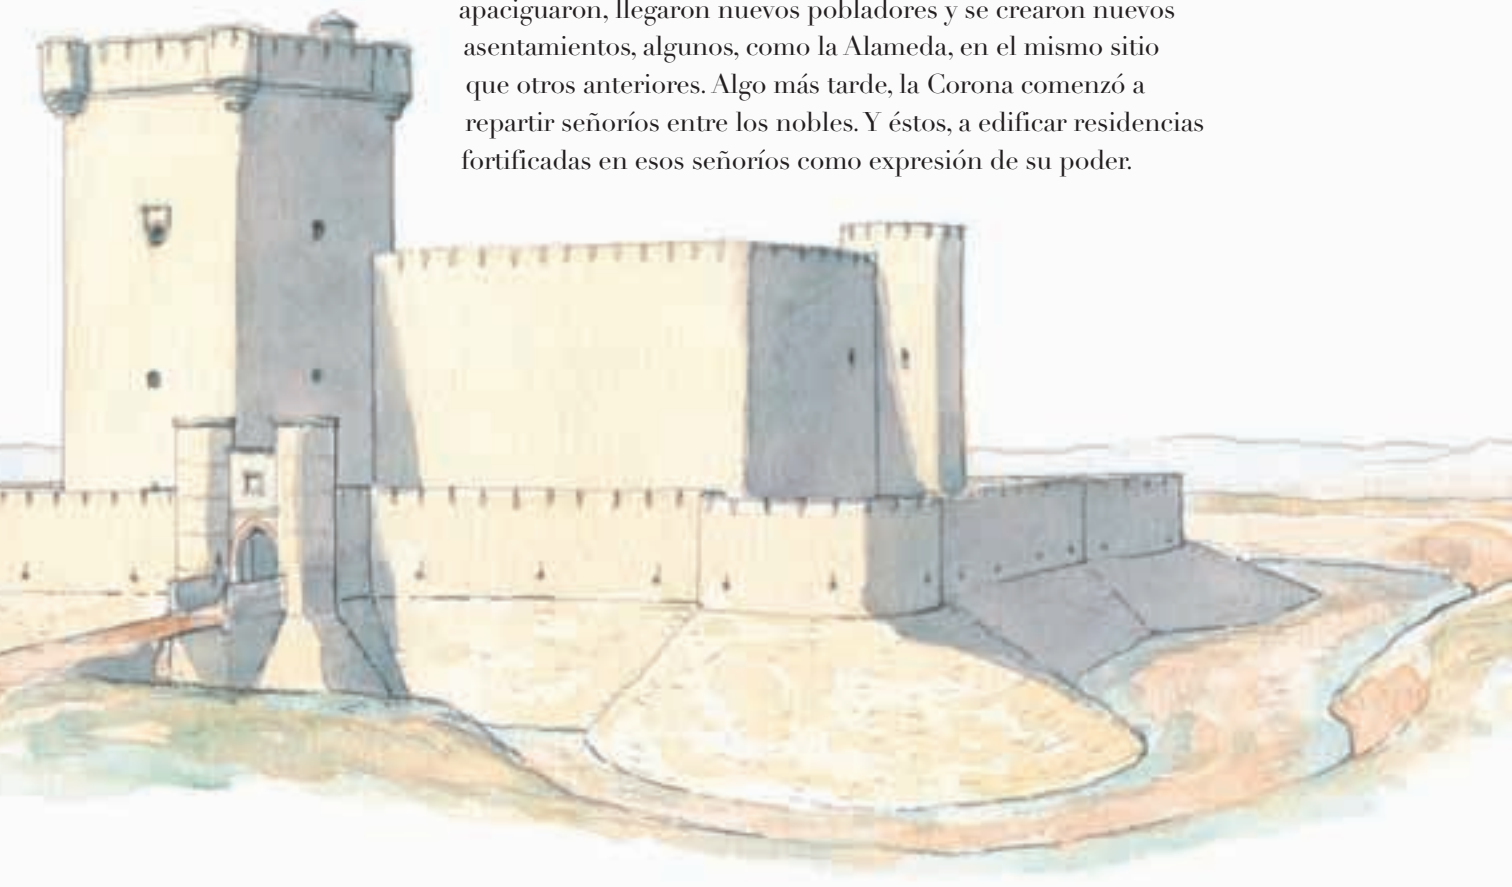 apaciguaron, llegaron nuevos pobladores y se crearon nuevos
asentamientos, algunos, como la Alameda, en el mismo sitio
que otros anteriores. Algo más tarde, la Corona comenzó a
repartir señoríos entre los nobles. Y éstos, a edificar residencias
fortificadas en esos señoríos como expresión de su poder.